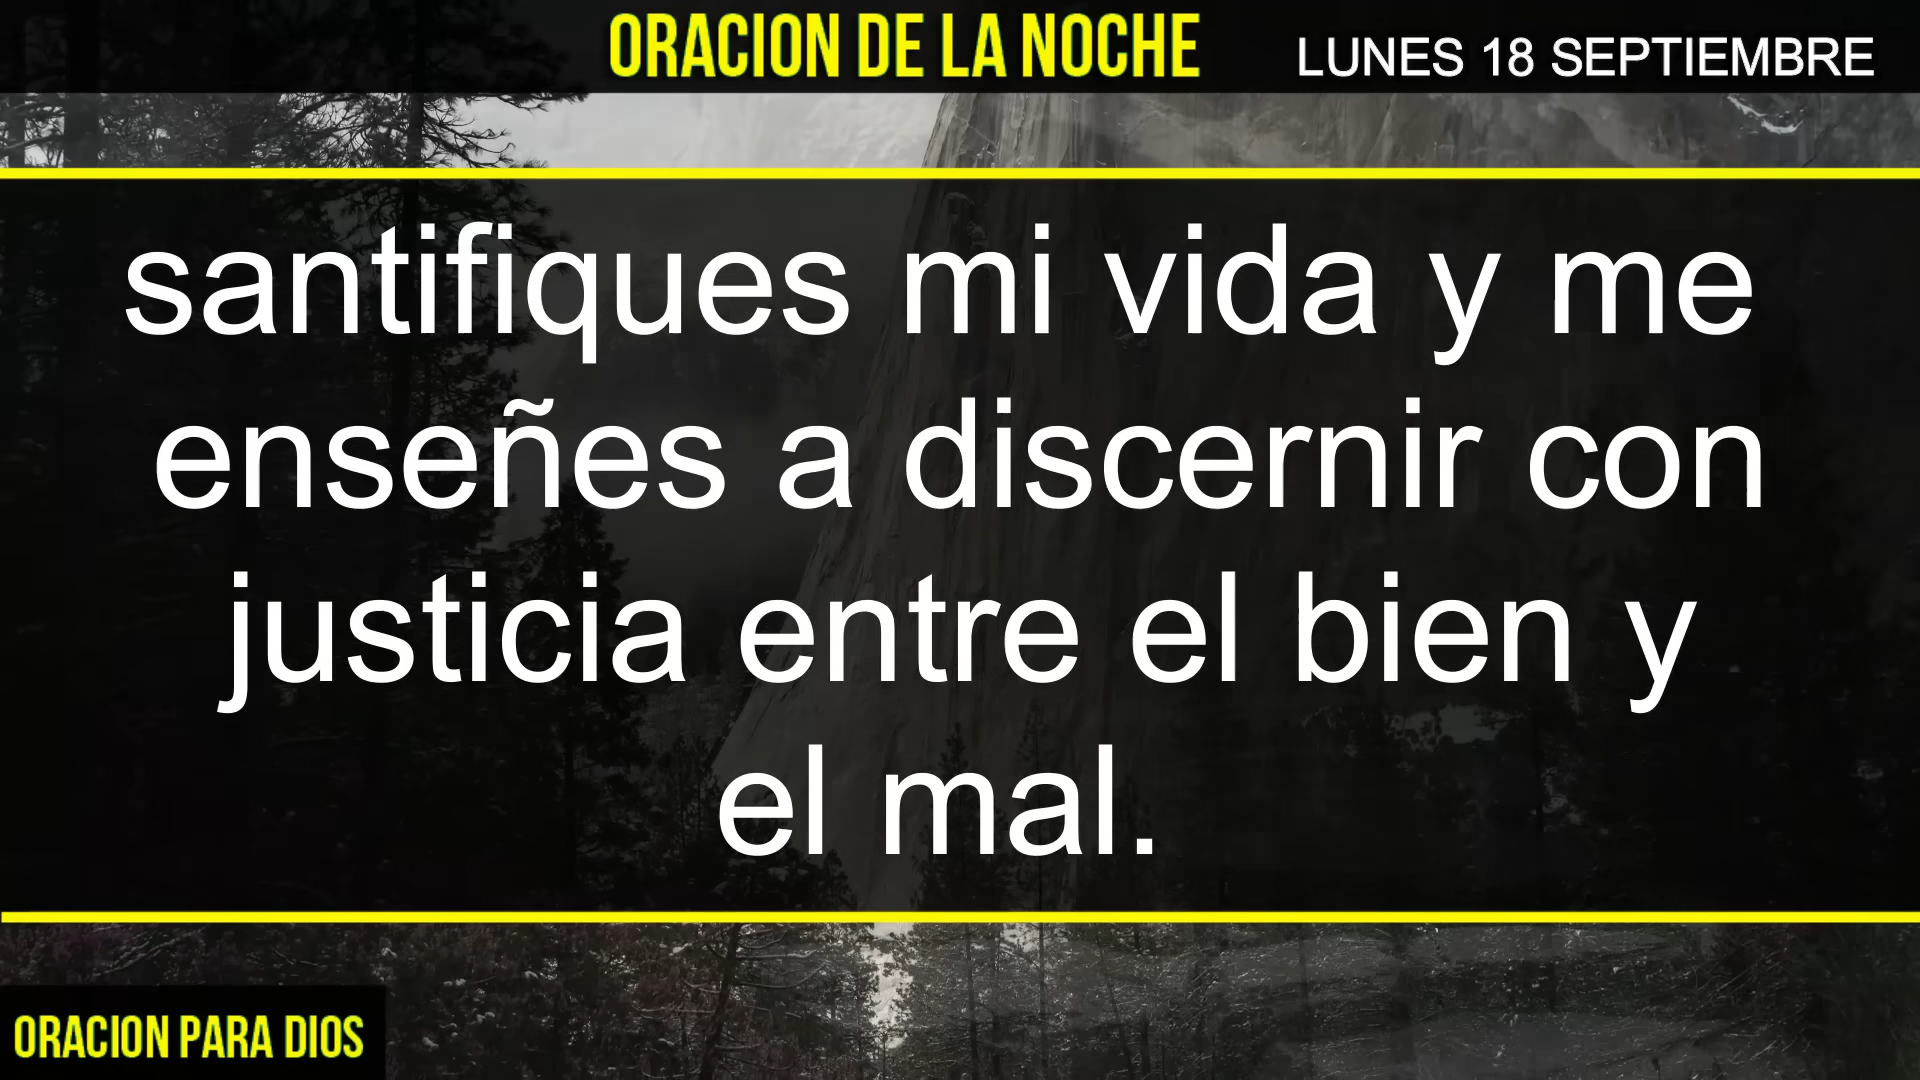 ORACION DE LA NOCHE
LUNES 18 SEPTIEMBRE
santifiques mi vida y me
enseñes a discernir con
justicia entre el bien y
el mal.
ORACION PARA DIOS